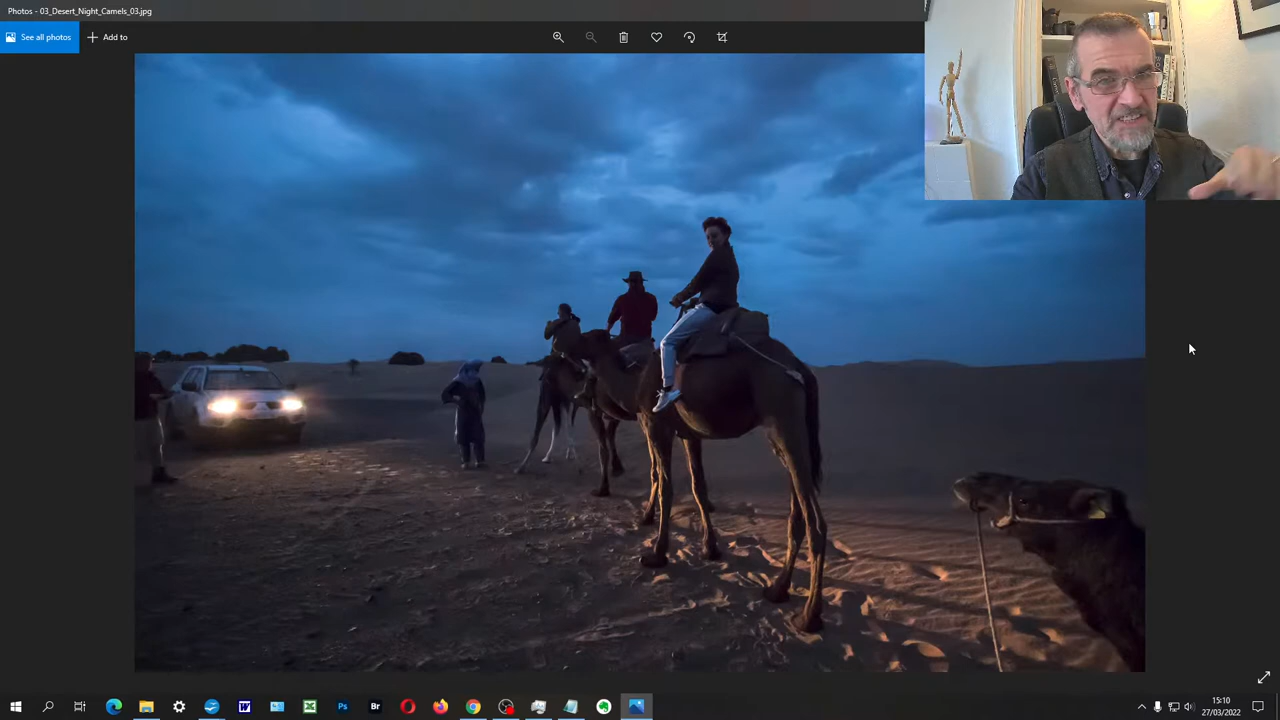 Photos - 03_Desert_Night_Camels_03.jpg
See all photos
Add to
15:10
27/03/2022